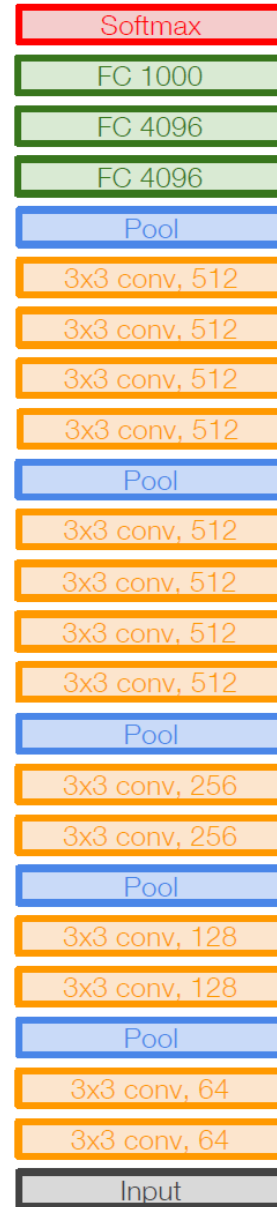 Softmax
FC 1000
FC 4096
FC 4096
Pool
3x3 conv, 512
3x3 conv, 512
3x3 conv, 512
3x3 conv, 512
Pool
3x3 conv, 512
3x3 conv, 512
3x3 conv, 512
3x3 conv, 512
Pool
3x3 conv, 256
3x3 conv, 256
Pool
3x3 conv, 128
3x3 conv, 128
Pool
3x3 conv, 64
3x3 conv, 64
Input